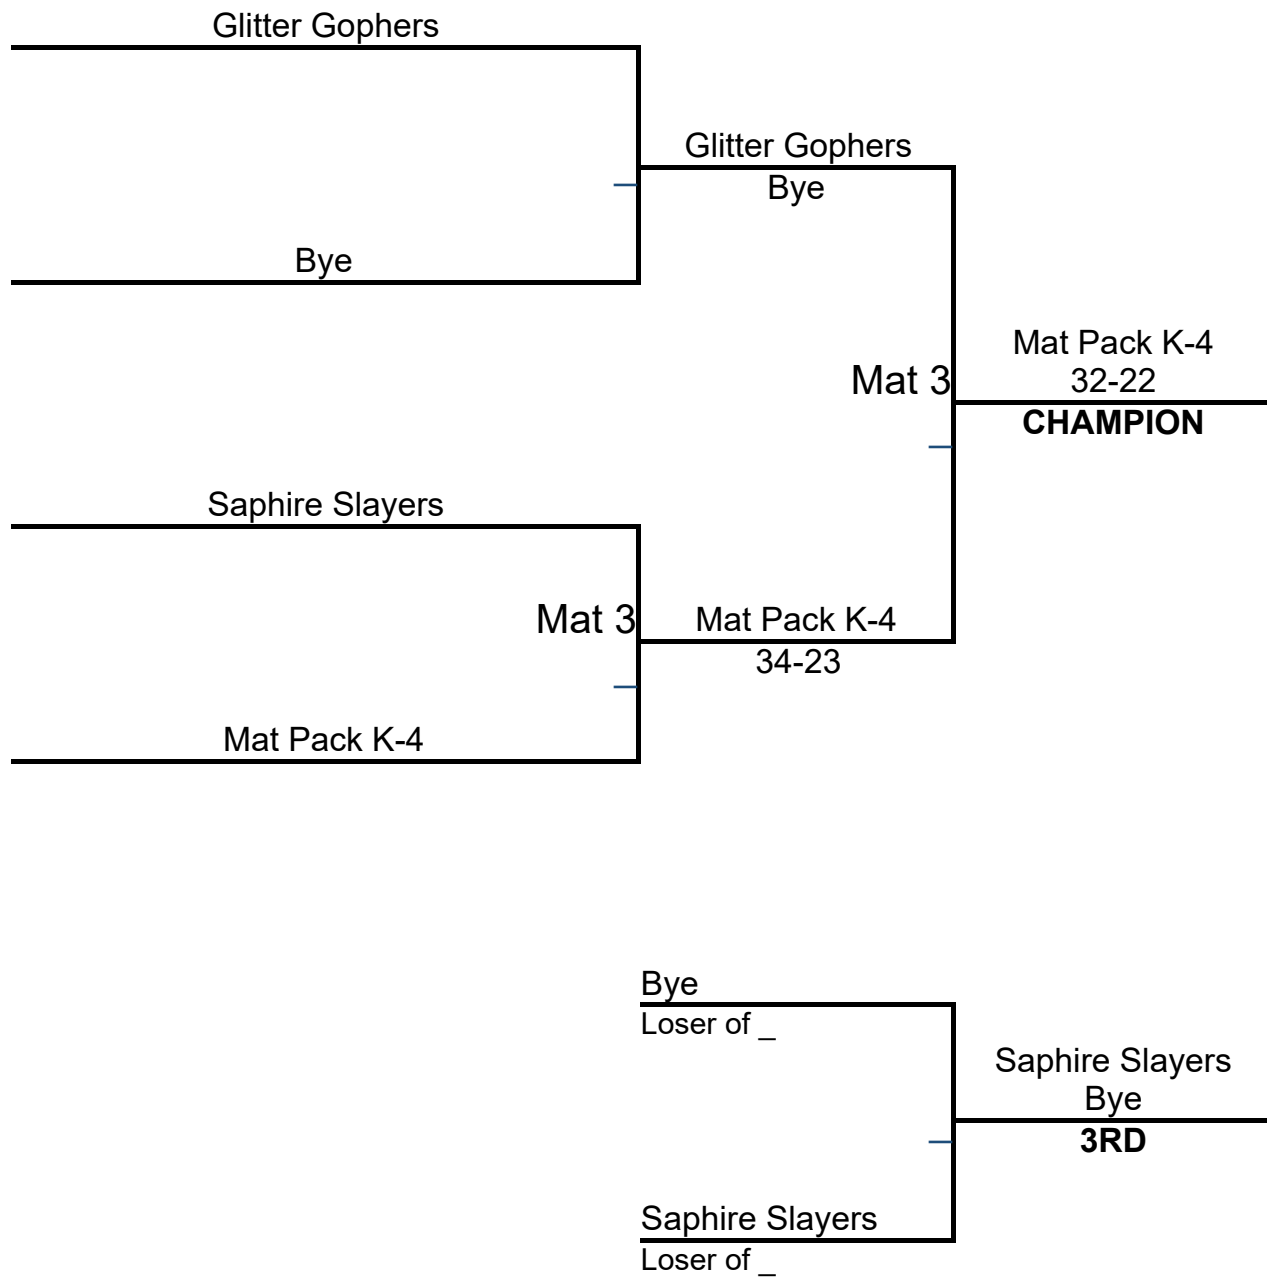 Glitter Gophers
Glitter Gophers
Bye
Bye
Mat Pack K-4
Mat 3
32-22
CHAMPION
Saphire Slayers
Mat 3
Mat Pack K-4
34-23
Mat Pack K-4
Bye
Loser of _
Saphire Slayers
Bye
3RD
Saphire Slayers
Loser of _